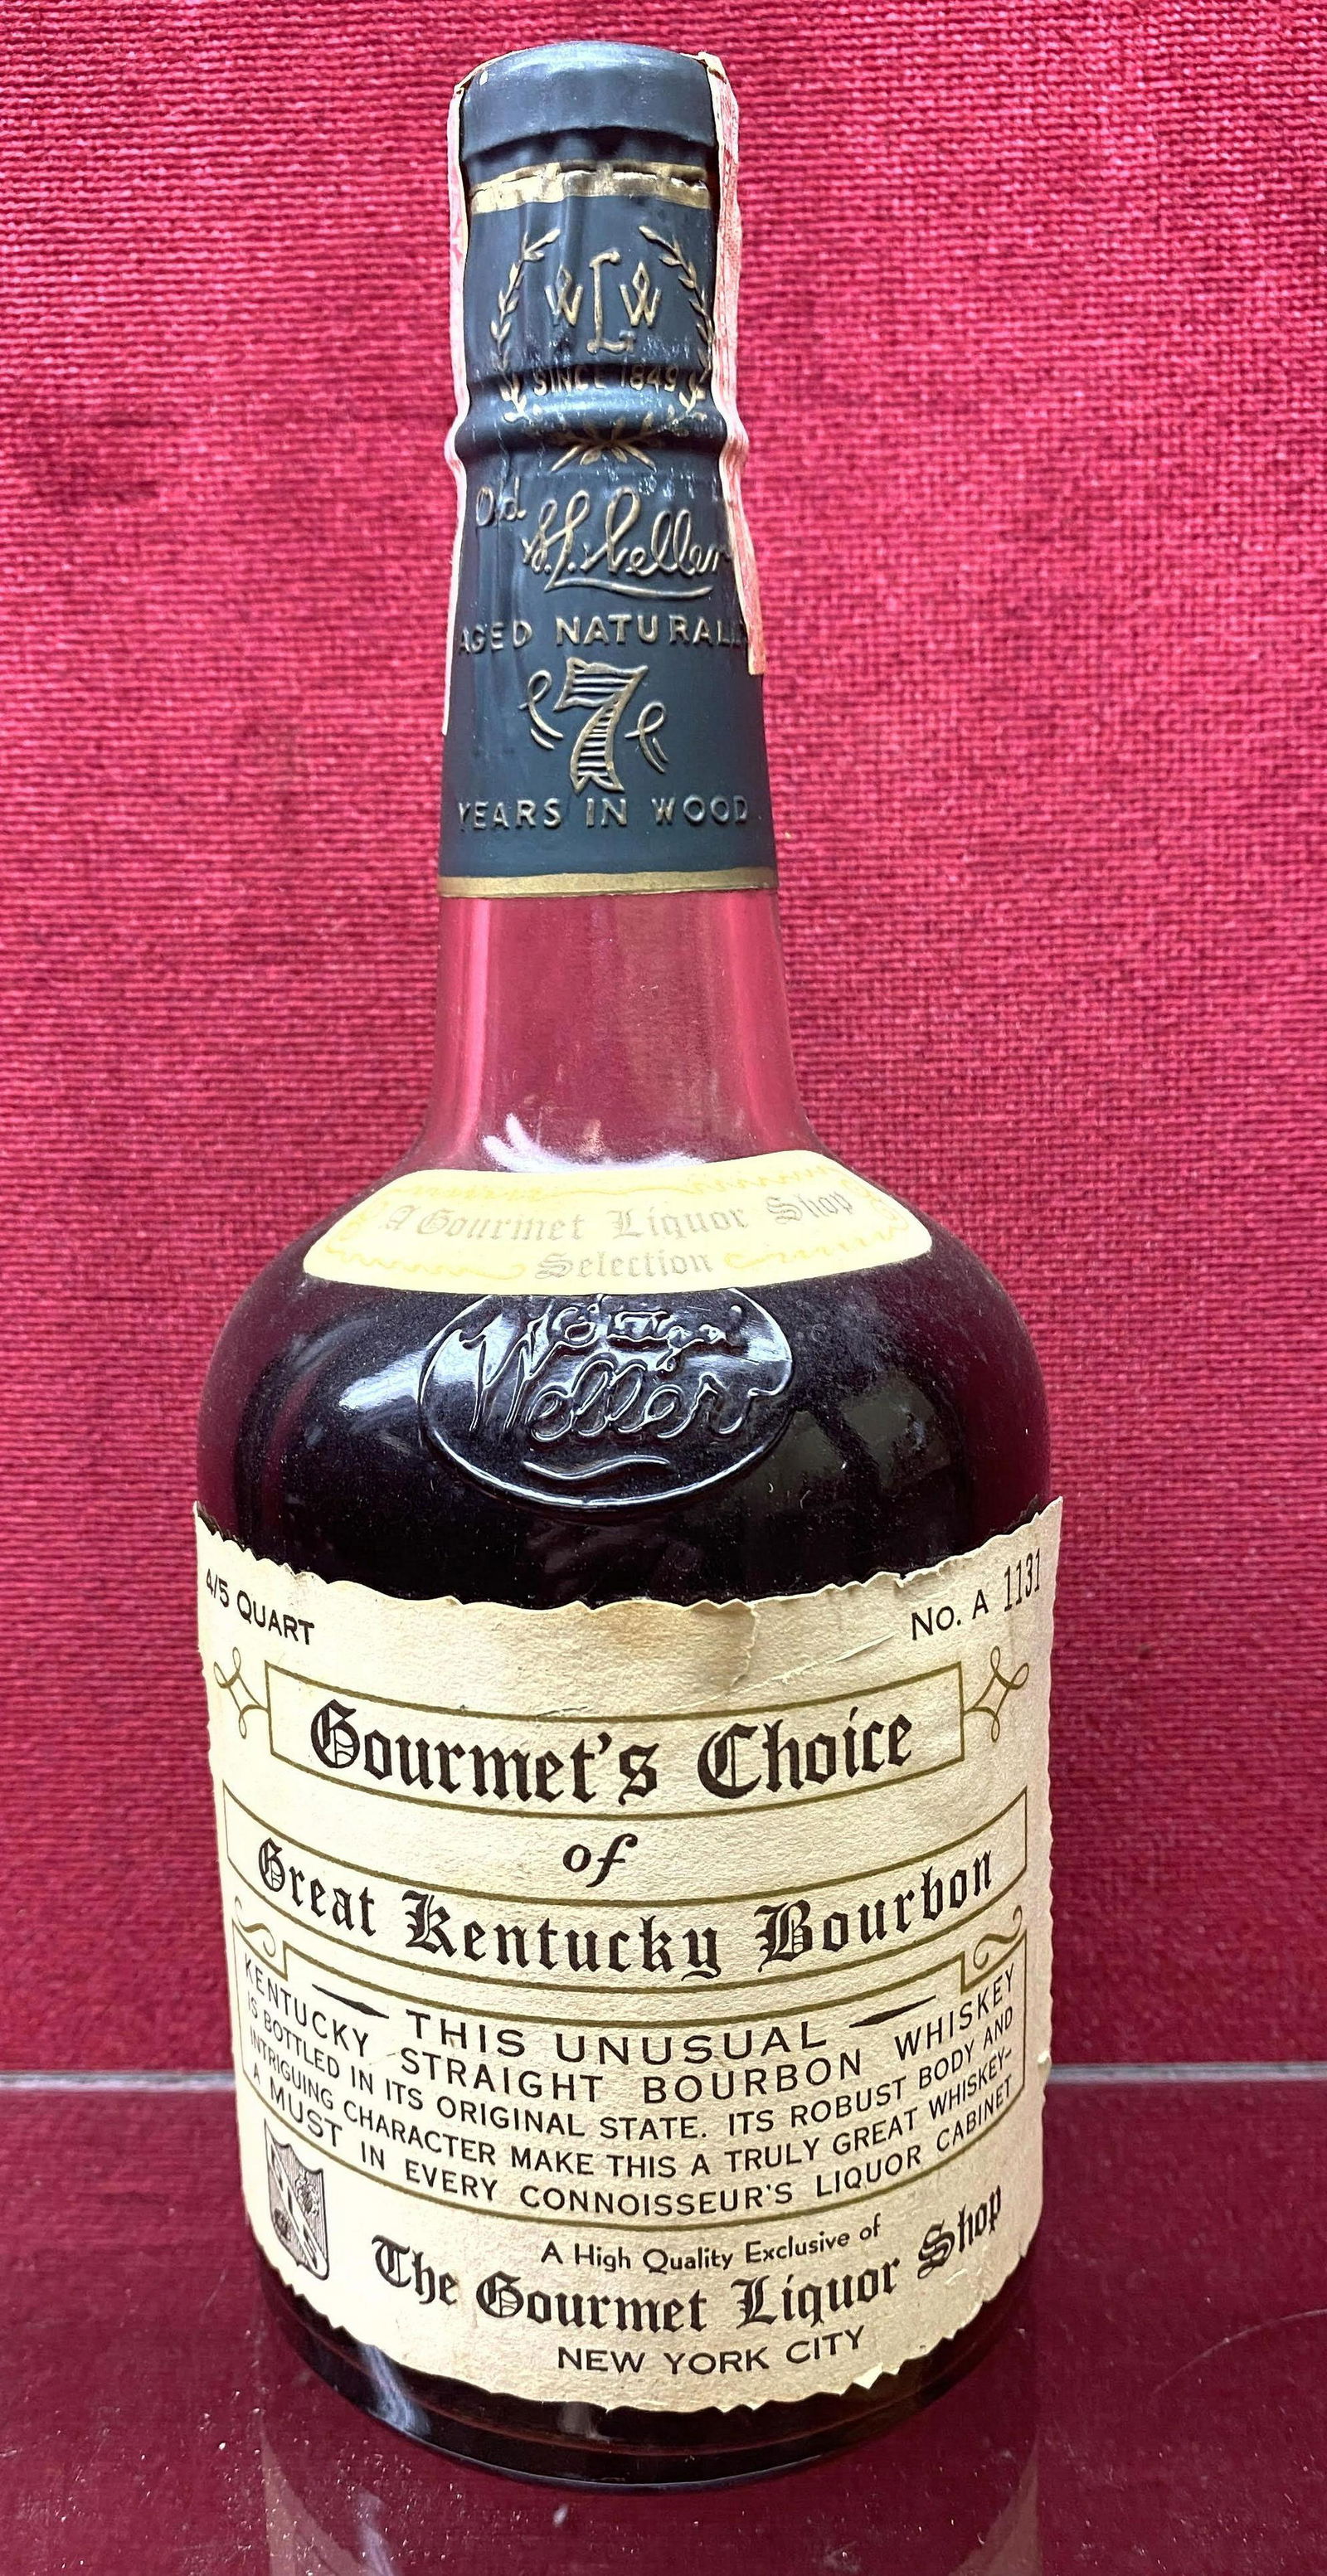 WLW
SINCE 1849
Old W.L. Weller
AGED NATURALLY
7
YEARS IN WOOD
A Gourmet Liquor Shop
Selection
Weller
4/5 QUART
No. A 1131
Gourmet's Choice
of
Great Kentucky Bourbon
THIS UNUSUAL
KENTUCKY STRAIGHT BOURBON WHISKEY
IS BOTTLED IN ITS ORIGINAL STATE. ITS ROBUST BODY AND
INTRIGUING CHARACTER MAKE THIS A TRULY GREAT WHISKEY-
A MUST IN EVERY CONNOISSEUR'S LIQUOR CABINET
A High Quality Exclusive of
The Gourmet Liquor Shop
NEW YORK CITY